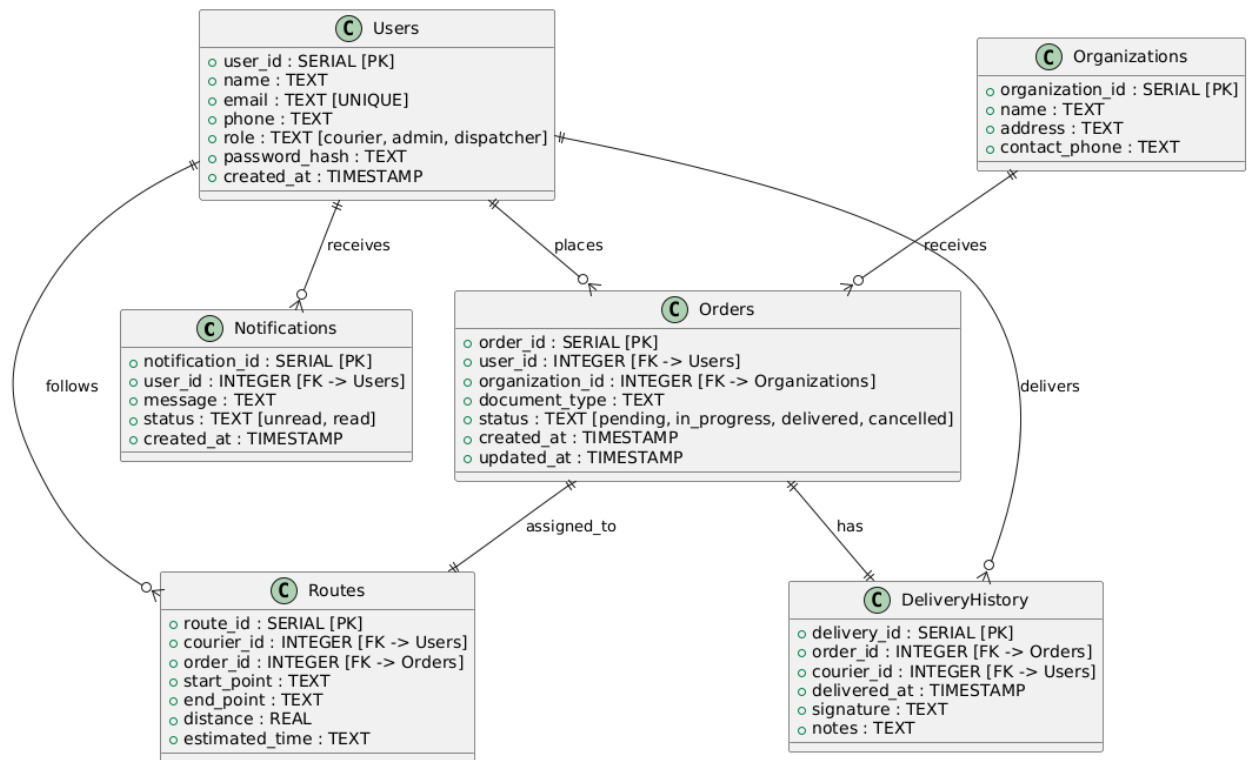 C Users
user_id : SERIAL [PK]
name : TEXT
email : TEXT [UNIQUE]
phone : TEXT
role : TEXT [courier, admin, dispatcher]
password_hash : TEXT
created_at : TIMESTAMP
C Organizations
organization_id : SERIAL [PK]
name : TEXT
address : TEXT
contact_phone : TEXT
receives
places
receives
C Notifications
notification_id : SERIAL [PK]
user_id : INTEGER [FK -> Users]
message : TEXT
status : TEXT [unread, read]
created_at : TIMESTAMP
C Orders
order_id : SERIAL [PK]
user_id : INTEGER [FK -> Users]
organization_id : INTEGER [FK -> Organizations]
document_type : TEXT
status : TEXT [pending, in_progress, delivered, cancelled]
created_at : TIMESTAMP
updated_at : TIMESTAMP
follows
delivers
assigned_to
has
C Routes
route_id : SERIAL [PK]
courier_id : INTEGER [FK -> Users]
order_id : INTEGER [FK -> Orders]
start_point : TEXT
end_point : TEXT
distance : REAL
estimated_time : TEXT
C DeliveryHistory
delivery_id : SERIAL [PK]
order_id : INTEGER [FK -> Orders]
courier_id : INTEGER [FK -> Users]
delivered_at : TIMESTAMP
signature : TEXT
notes : TEXT